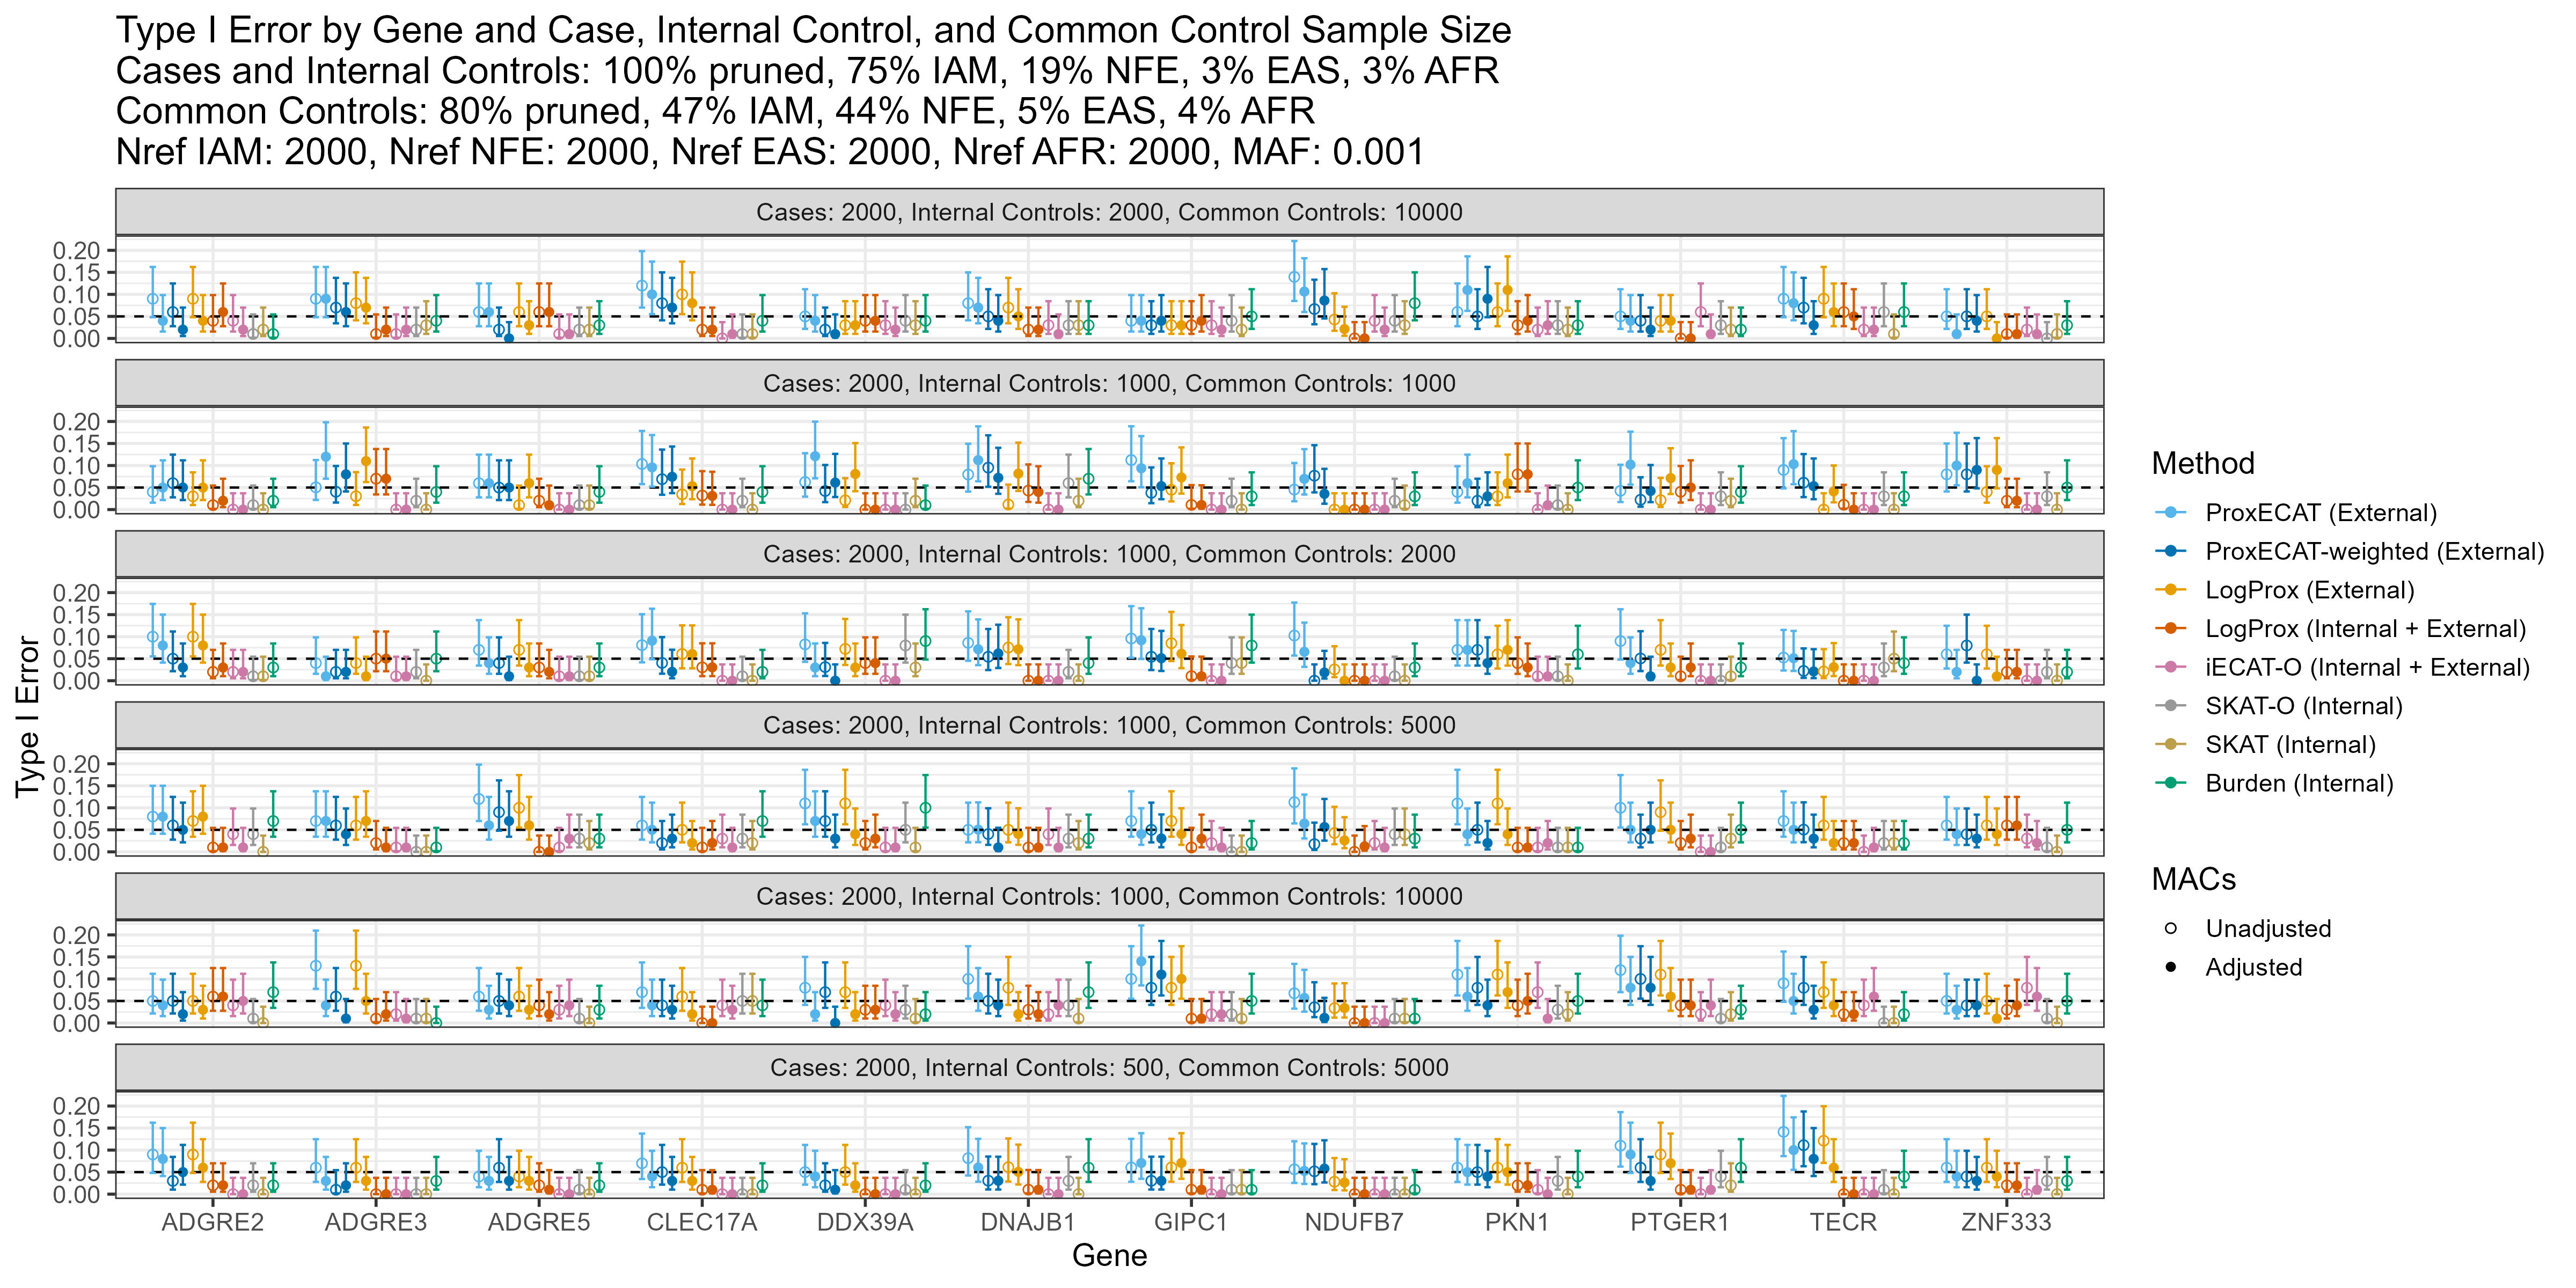 Type I Error by Gene and Case, Internal Control, and Common Control Sample Size
Cases and Internal Controls: 100% pruned, 75% IAM, 19% NFE, 3% EAS, 3% AFR
Common Controls: 80% pruned, 47% IAM, 44% NFE, 5% EAS, 4% AFR
Nref IAM: 2000, Nref NFE: 2000, Nref EAS: 2000, Nref AFR: 2000, MAF: 0.001
Type I Error
Cases: 2000, Internal Controls: 2000, Common Controls: 10000
0.20
0.15
0.10
0.05
0.00
Cases: 2000, Internal Controls: 1000, Common Controls: 1000
0.20
0.15
0.10
0.05
0.00
Cases: 2000, Internal Controls: 1000, Common Controls: 2000
0.20
0.15
0.10
0.05
0.00
Cases: 2000, Internal Controls: 1000, Common Controls: 5000
0.20
0.15
0.10
0.05
0.00
Cases: 2000, Internal Controls: 1000, Common Controls: 10000
0.20
0.15
0.10
0.05
0.00
Cases: 2000, Internal Controls: 500, Common Controls: 5000
0.20
0.15
0.10
0.05
0.00
ADGRE2 ADGRE3 ADGRE5 CLEC17A DDX39A DNAJB1 GIPC1 NDUFB7 PKN1 PTGER1 TECR ZNF333
Gene
Method
ProxECAT (External)
ProxECAT-weighted (External)
LogProx (External)
LogProx (Internal + External)
iECAT-O (Internal + External)
SKAT-O (Internal)
SKAT (Internal)
Burden (Internal)
MACs
Unadjusted
Adjusted